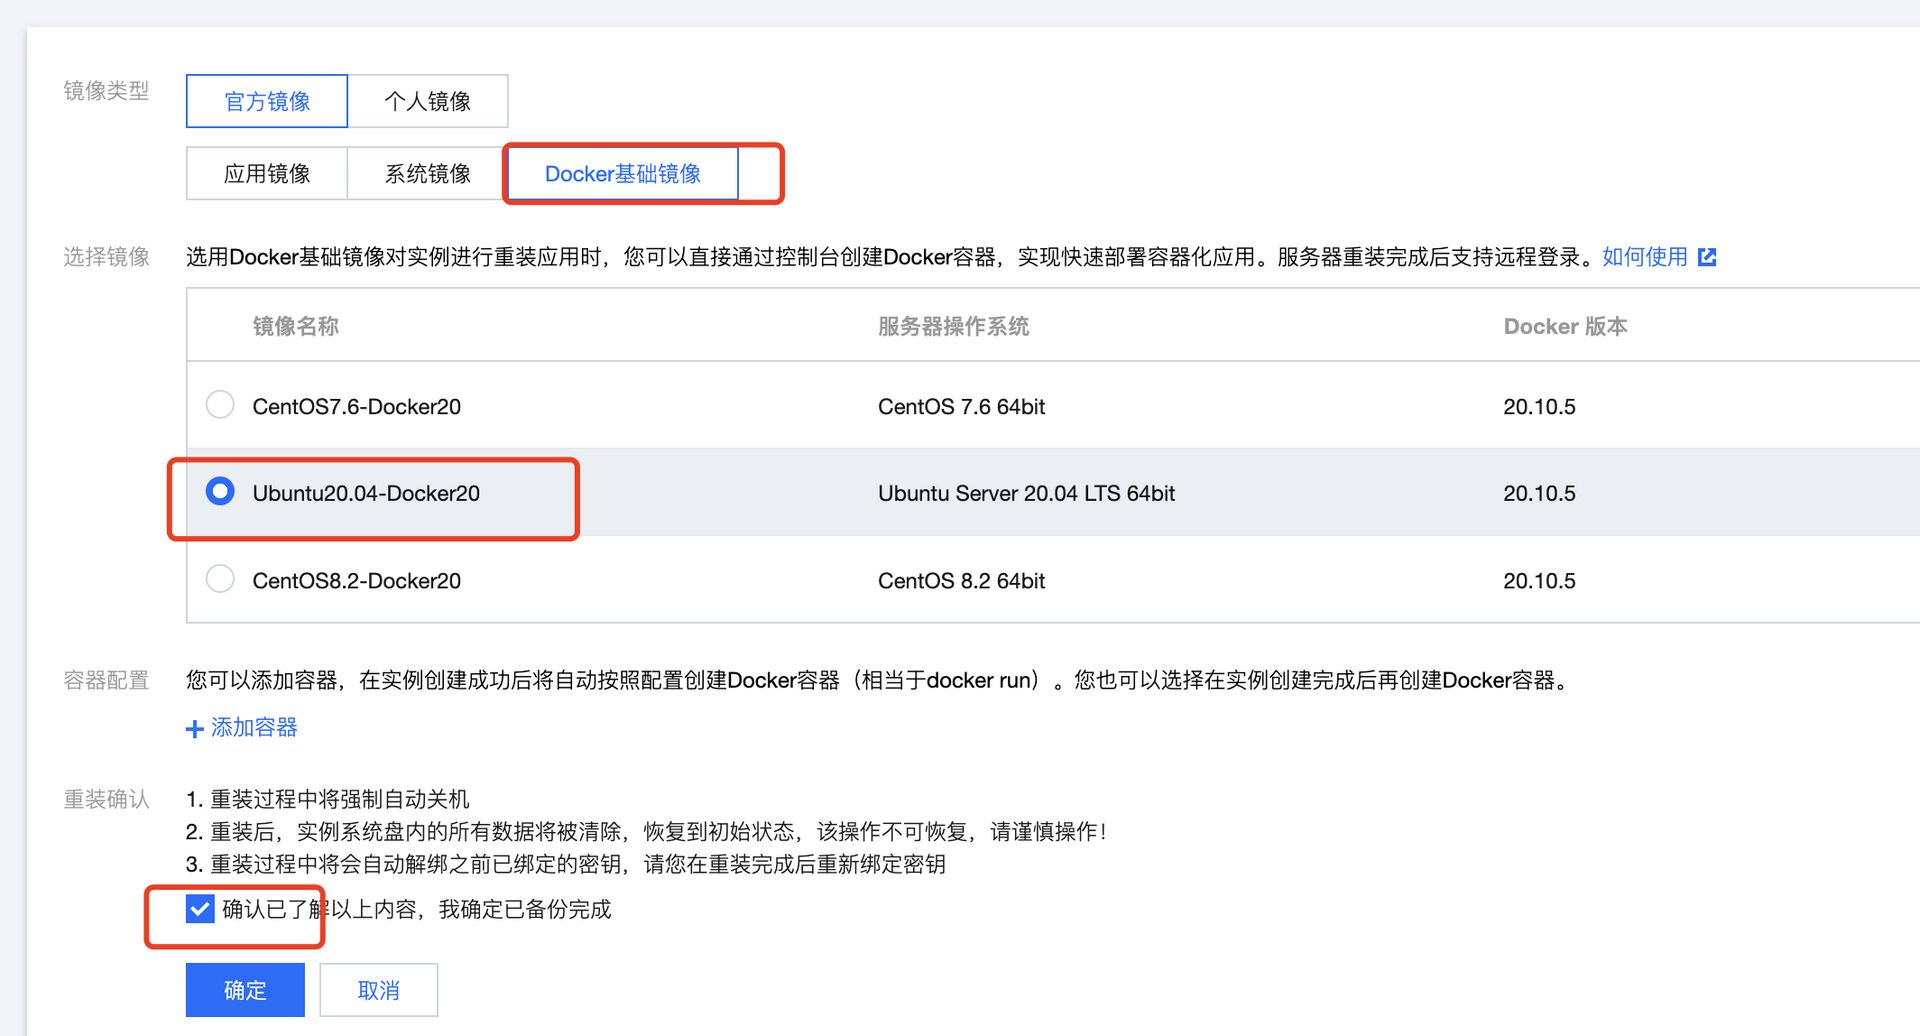 镜像类型
官方镜像 个人镜像
应用镜像 系统镜像 Docker基础镜像
选择镜像 选用Docker基础镜像对实例进行重装应用时，您可以直接通过控制台创建Docker容器，实现快速部署容器化应用。服务器重装完成后支持远程登录。如何使用
镜像名称 服务器操作系统 Docker 版本
CentOS7.6-Docker20 CentOS 7.6 64bit 20.10.5
Ubuntu20.04-Docker20 Ubuntu Server 20.04 LTS 64bit 20.10.5
CentOS8.2-Docker20 CentOS 8.2 64bit 20.10.5
容器配置 您可以添加容器，在实例创建成功后将自动按照配置创建Docker容器（相当于docker run）。您也可以选择在实例创建完成后再创建Docker容器。
+ 添加容器
重装确认 1. 重装过程中将强制自动关机
2. 重装后，实例系统盘内的所有数据将被清除，恢复到初始状态，该操作不可恢复，请谨慎操作！
3. 重装过程中将会自动解绑之前已绑定的密钥，请您在重装完成后重新绑定密钥
确认已了解以上内容，我确定已备份完成
确定 取消